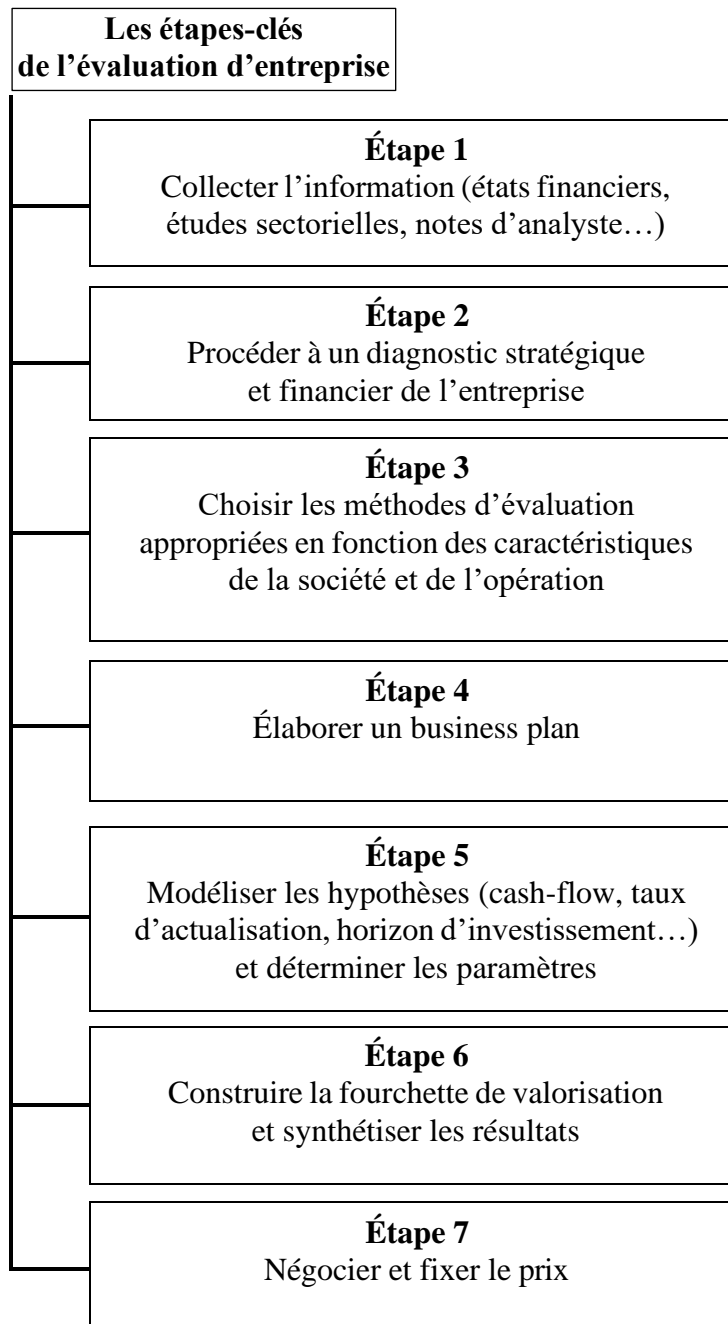 Les étapes-clés
de l’évaluation d’entreprise
Étape 1
Collecter l’information (états financiers,
études sectorielles, notes d’analyste…)
Étape 2
Procéder à un diagnostic stratégique
et financier de l’entreprise
Étape 3
Choisir les méthodes d’évaluation
appropriées en fonction des caractéristiques
de la société et de l’opération
Étape 4
Élaborer un business plan
Étape 5
Modéliser les hypothèses (cash-flow, taux
d’actualisation, horizon d’investissement…)
et déterminer les paramètres
Étape 6
Construire la fourchette de valorisation
et synthétiser les résultats
Étape 7
Négocier et fixer le prix